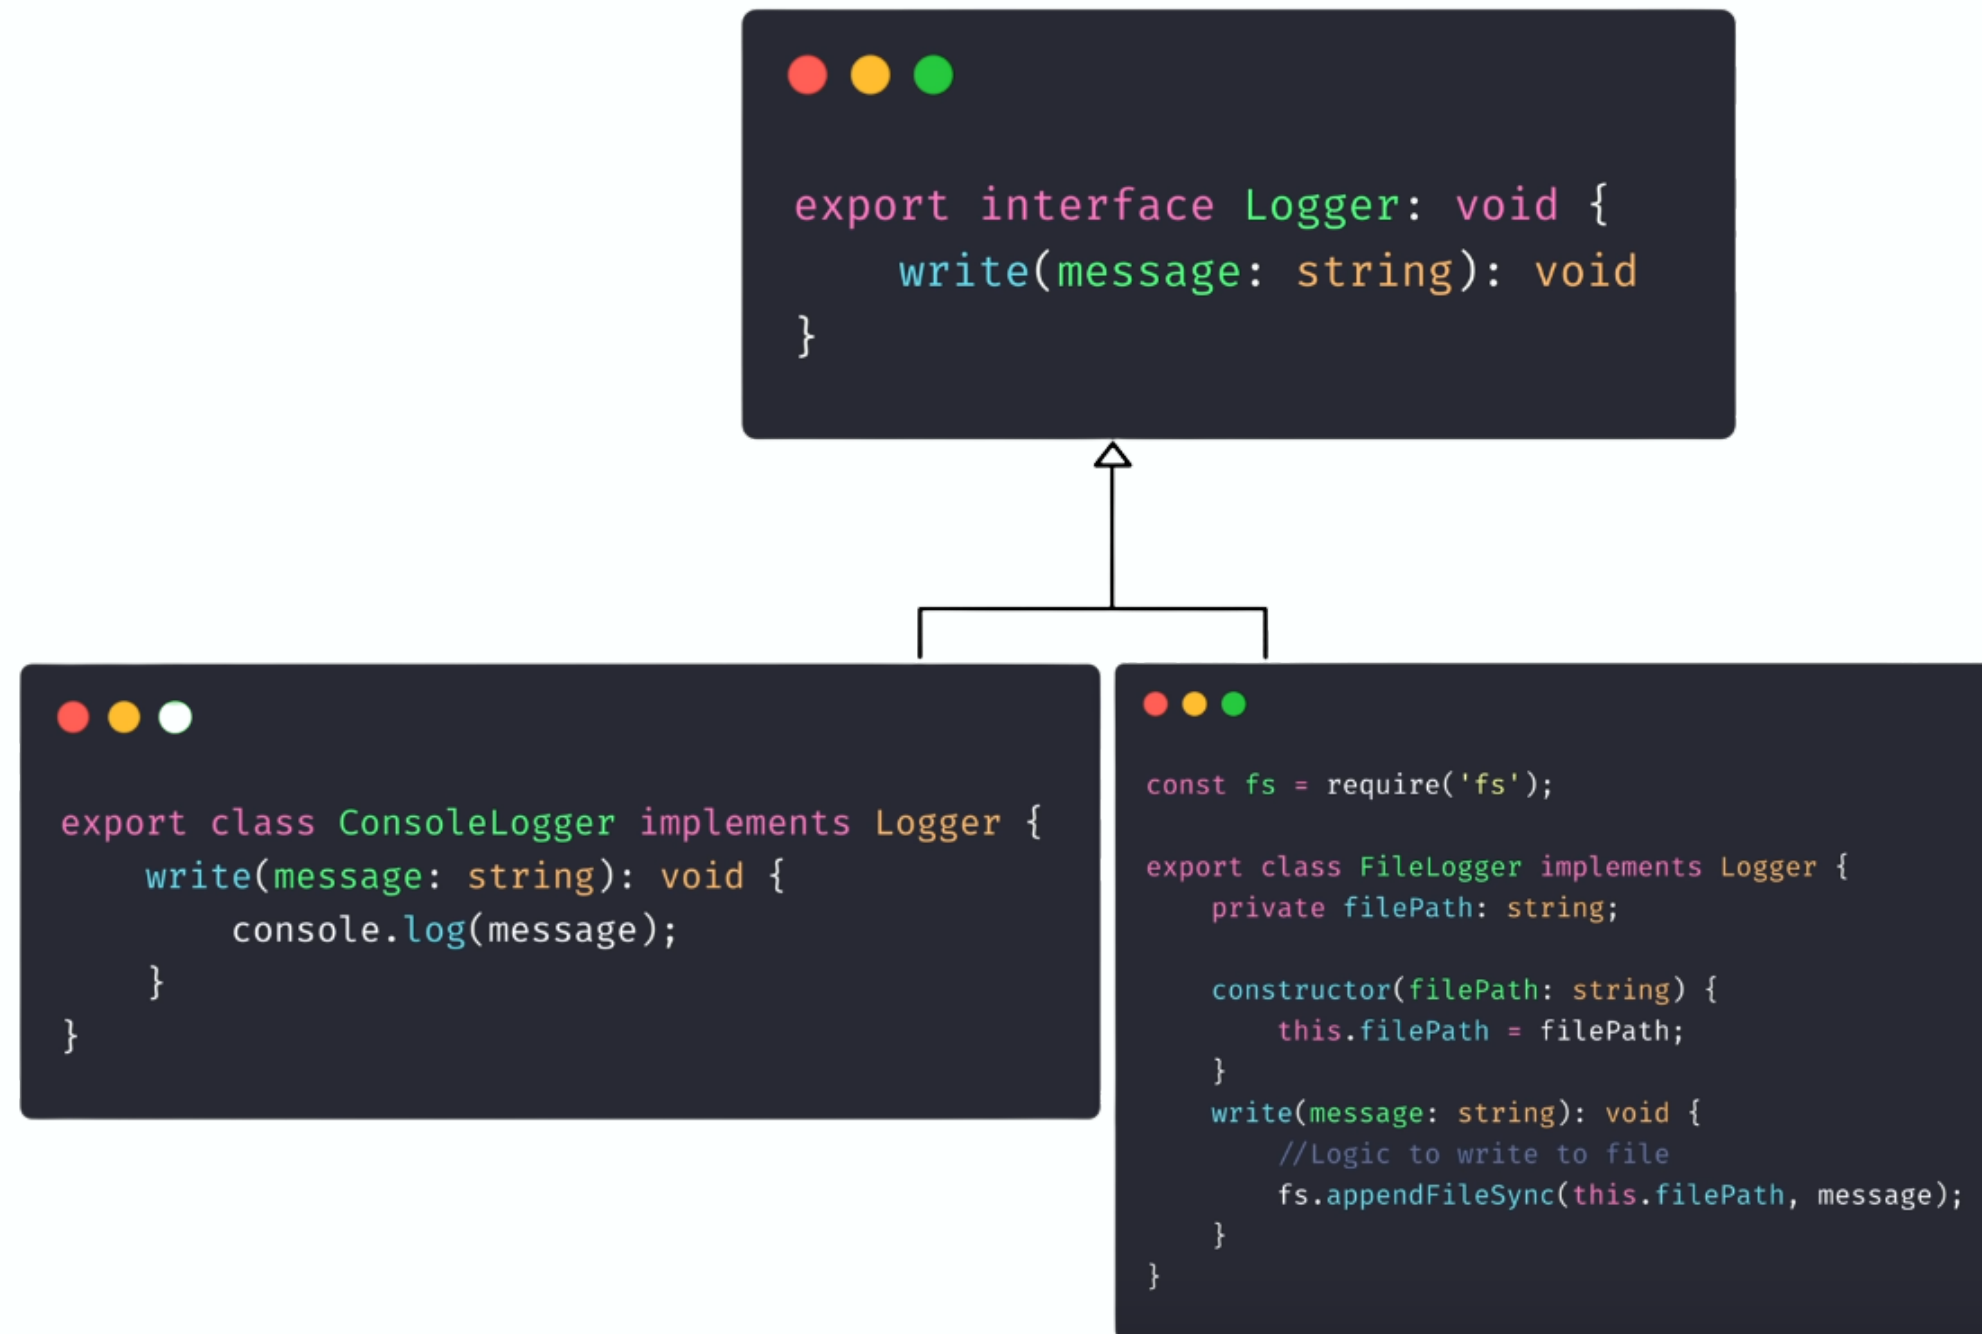 export interface Logger: void {
write(message: string): void
}
export class ConsoleLogger implements Logger {
write(message: string): void {
console.log(message);
}
}
const fs = require('fs');
export class FileLogger implements Logger {
private filePath: string;
constructor(filePath: string) {
this.filePath = filePath;
}
write(message: string): void {
//Logic to write to file
fs.appendFileSync(this.filePath, message);
}
}